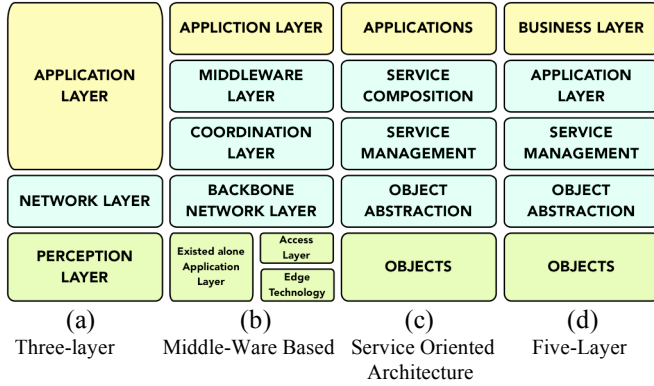 APPLICATION
LAYER
NETWORK LAYER
PERCEPTION
LAYER
APPLICTION LAYER
MIDDLEWARE
LAYER
COORDINATION
LAYER
BACKBONE
NETWORK LAYER
Existed alone
Application
Layer
Access
Layer
Edge
Technology
APPLICATIONS
SERVICE
COMPOSITION
SERVICE
MANAGEMENT
OBJECT
ABSTRACTION
OBJECTS
BUSINESS LAYER
APPLICATION
LAYER
SERVICE
MANAGEMENT
OBJECT
ABSTRACTION
OBJECTS
(a)
Three-layer
(b)
Middle-Ware Based
(c)
Service Oriented
Architecture
(d)
Five-Layer